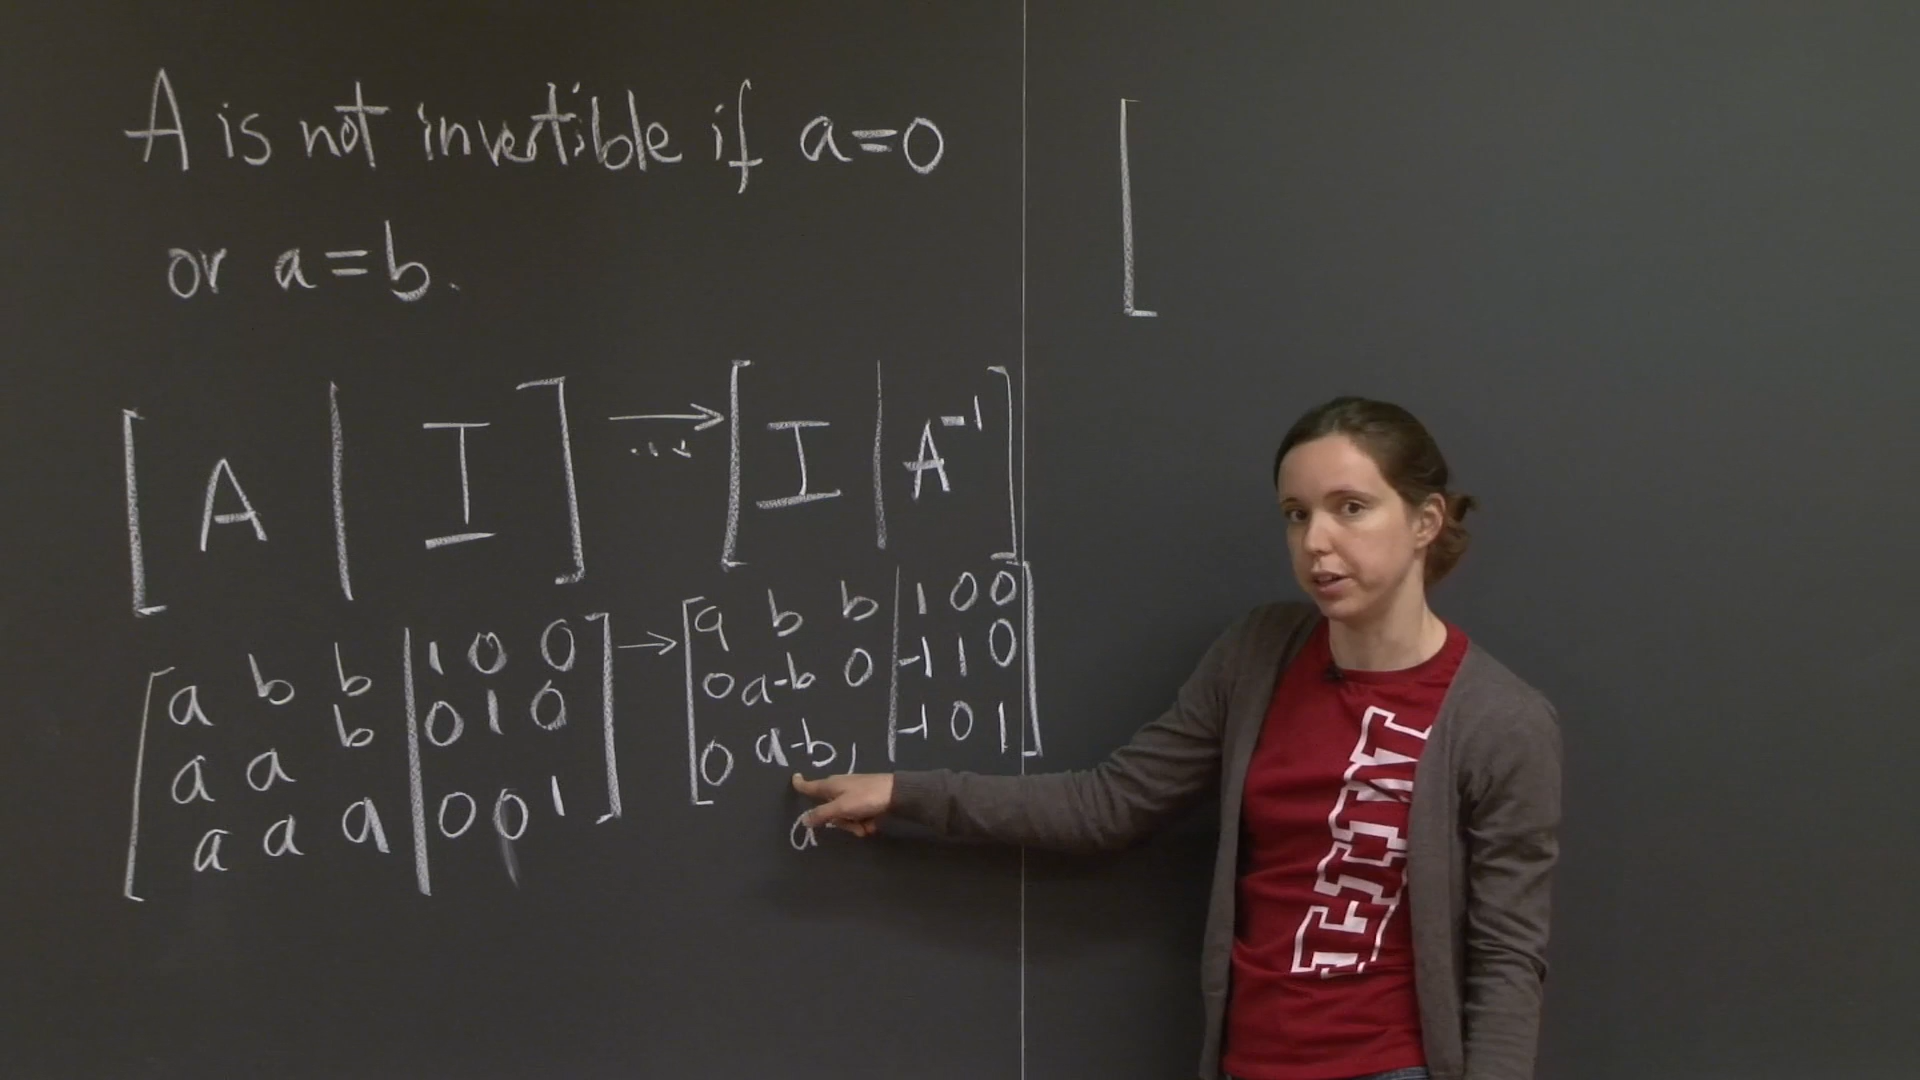 A is not invertible if a=0
or a=b.
[ A | I ] → ... [ I | A⁻¹ ]
[ a b b | 1 0 0 ] → [ a b b | 1 0 0 ]
[ a a b | 0 1 0 ] [ 0 a-b 0 | -1 1 0 ]
[ a a a | 0 0 1 ] [ 0 a-b, | -1 0 1 ]
a-
[
MIT